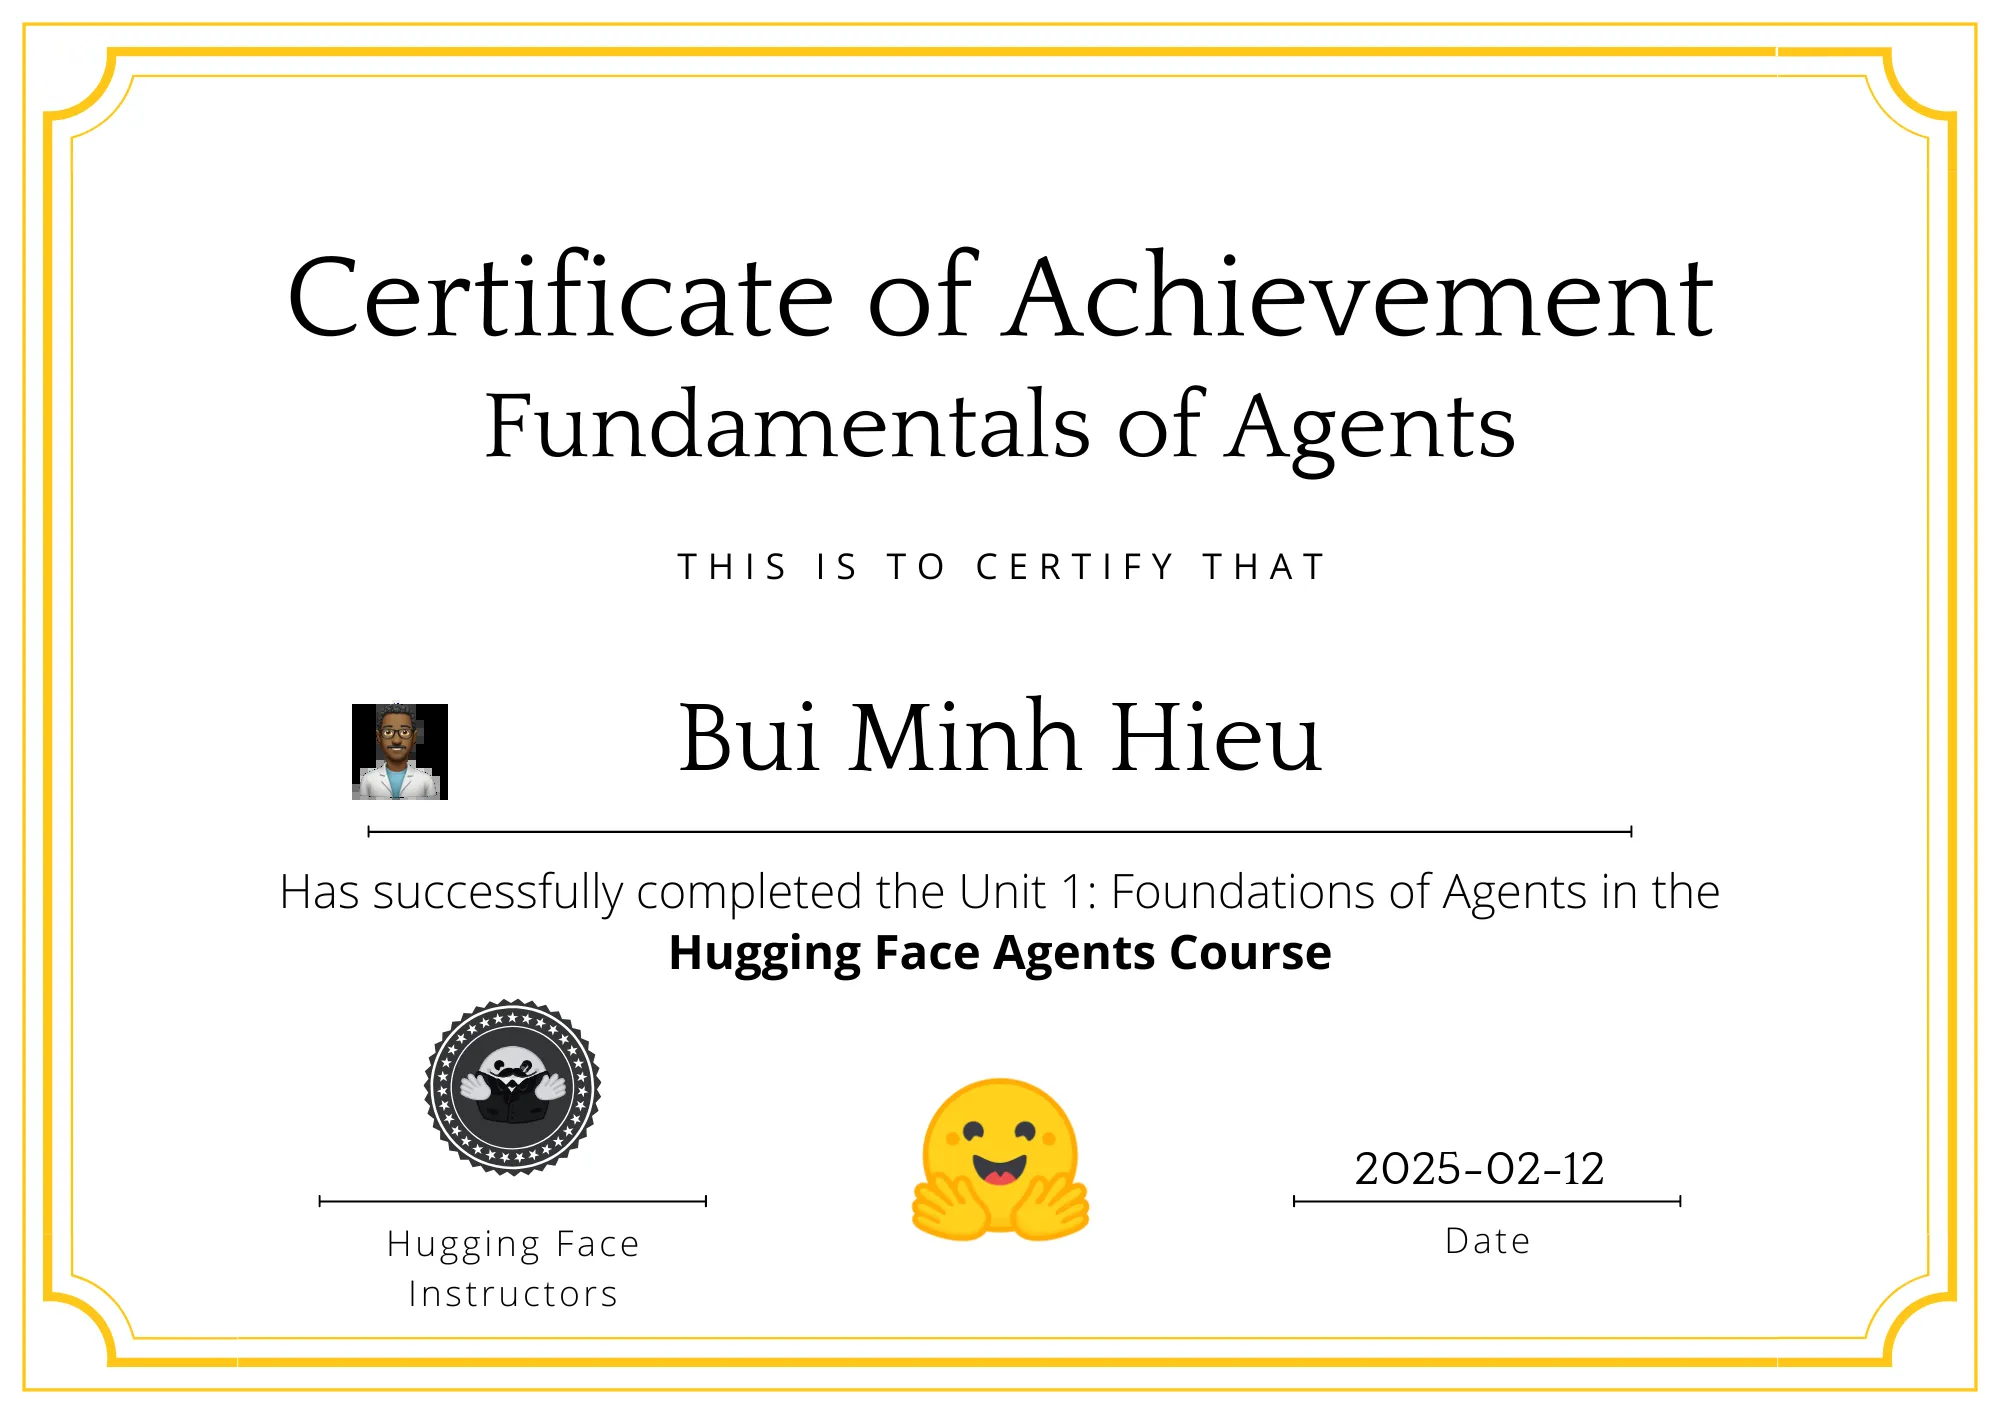 Certificate of Achievement
Fundamentals of Agents
THIS IS TO CERTIFY THAT
Bui Minh Hieu
Has successfully completed the Unit 1: Foundations of Agents in the
Hugging Face Agents Course
2025-02-12
Hugging Face
Instructors
Date